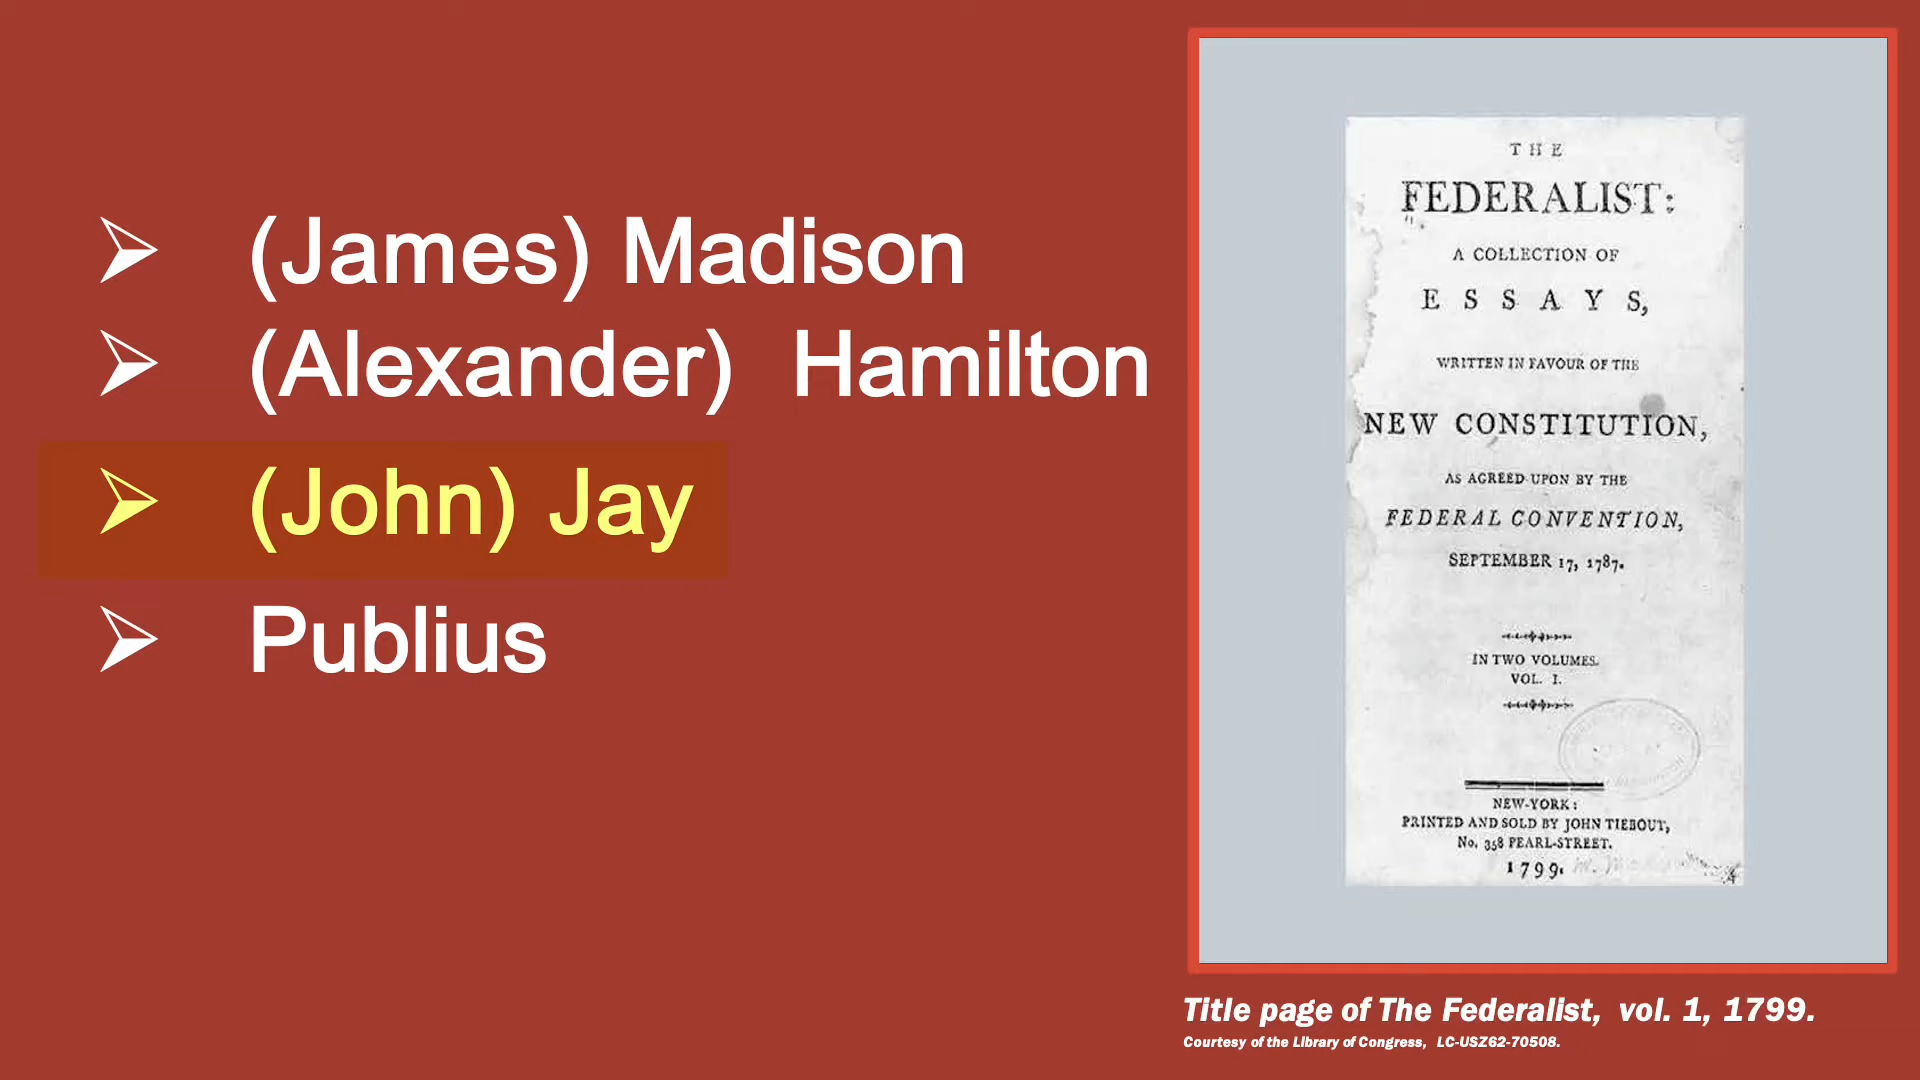 (James) Madison
(Alexander) Hamilton
(John) Jay
Publius
THE
FEDERALIST:
A COLLECTION OF
ESSAYS,
WRITTEN IN FAVOUR OF THE
NEW CONSTITUTION,
AS AGREED UPON BY THE
FEDERAL CONVENTION,
SEPTEMBER 17, 1787.
IN TWO VOLUMES.
VOL. I.
NEW-YORK:
PRINTED AND SOLD BY JOHN TIEBOUT,
No. 358 PEARL-STREET.
1799.
Title page of The Federalist, vol. 1, 1799.
Courtesy of the Library of Congress, LC-USZ62-70508.